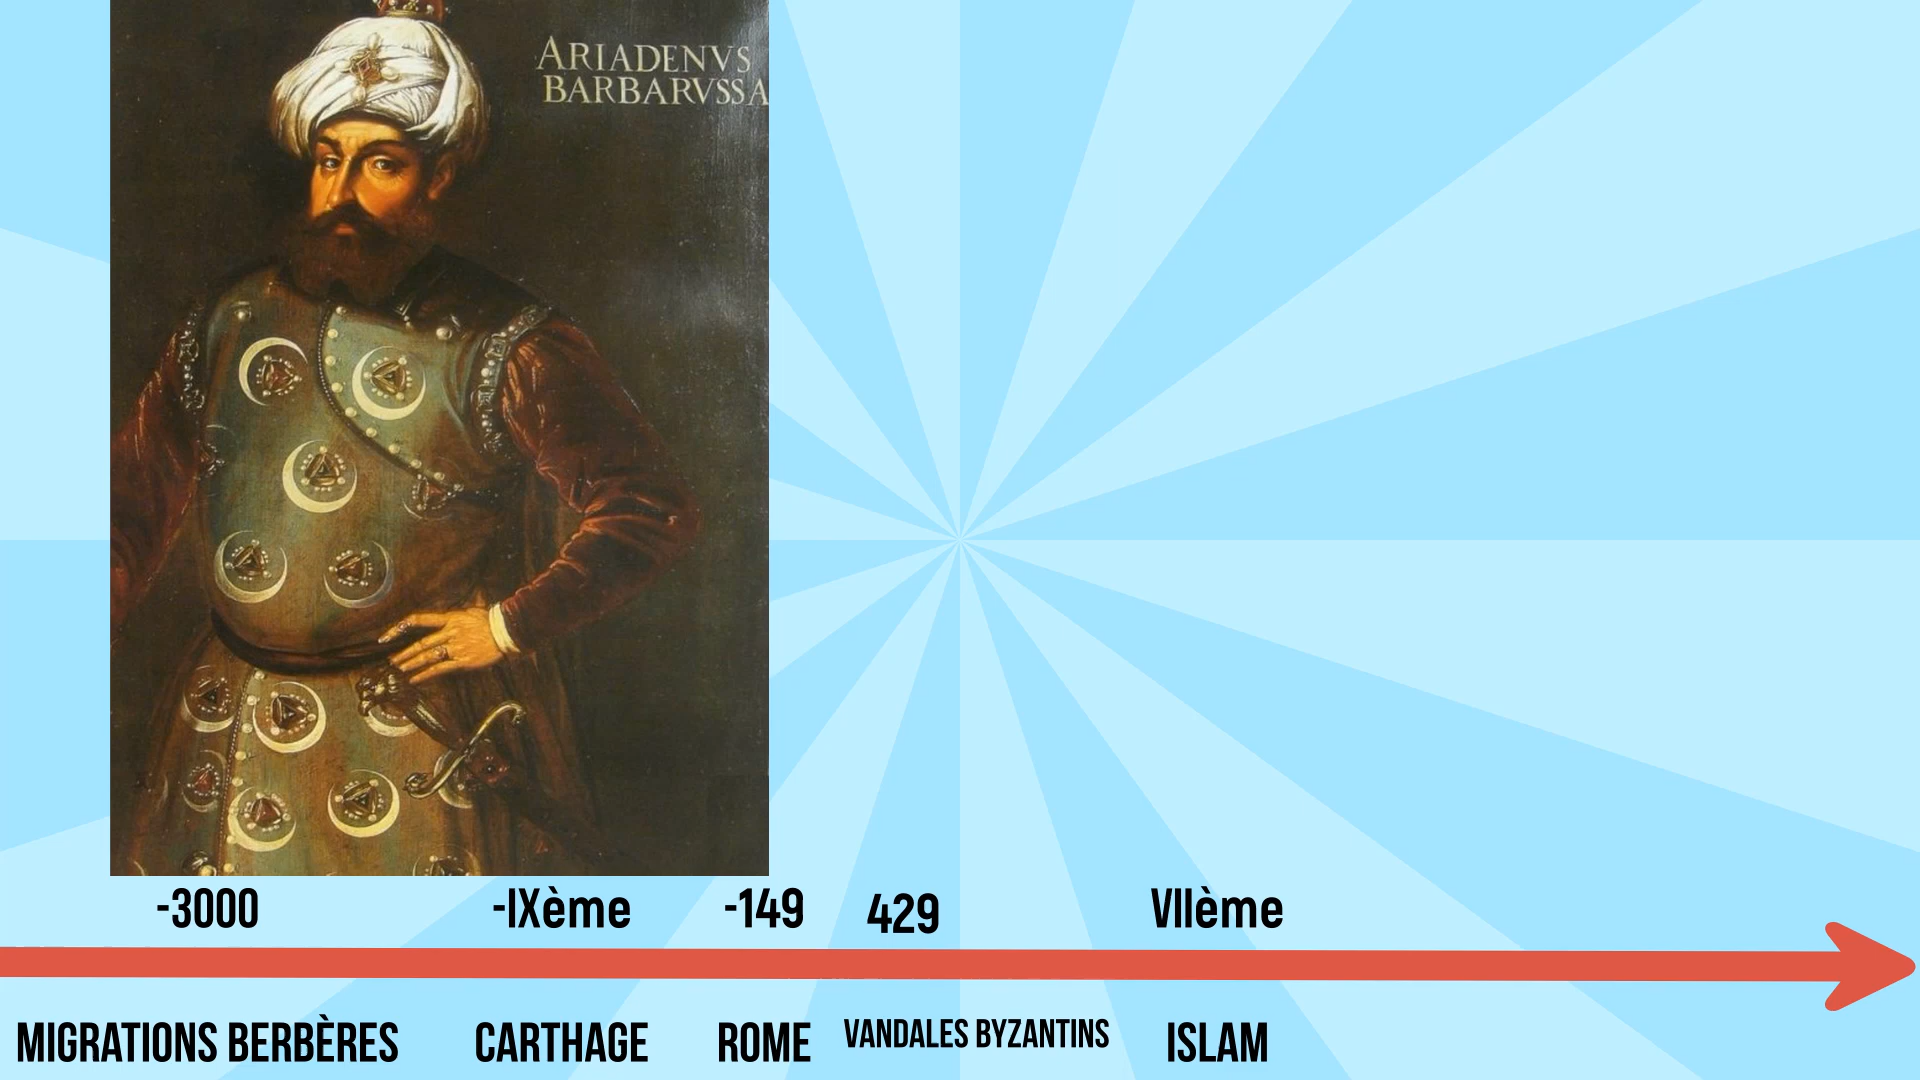 ARIADENVS
BARBARVSSA
-3000
-IXème
-149
429
VIIème
MIGRATIONS BERBÈRES
CARTHAGE
ROME
VANDALES BYZANTINS
ISLAM